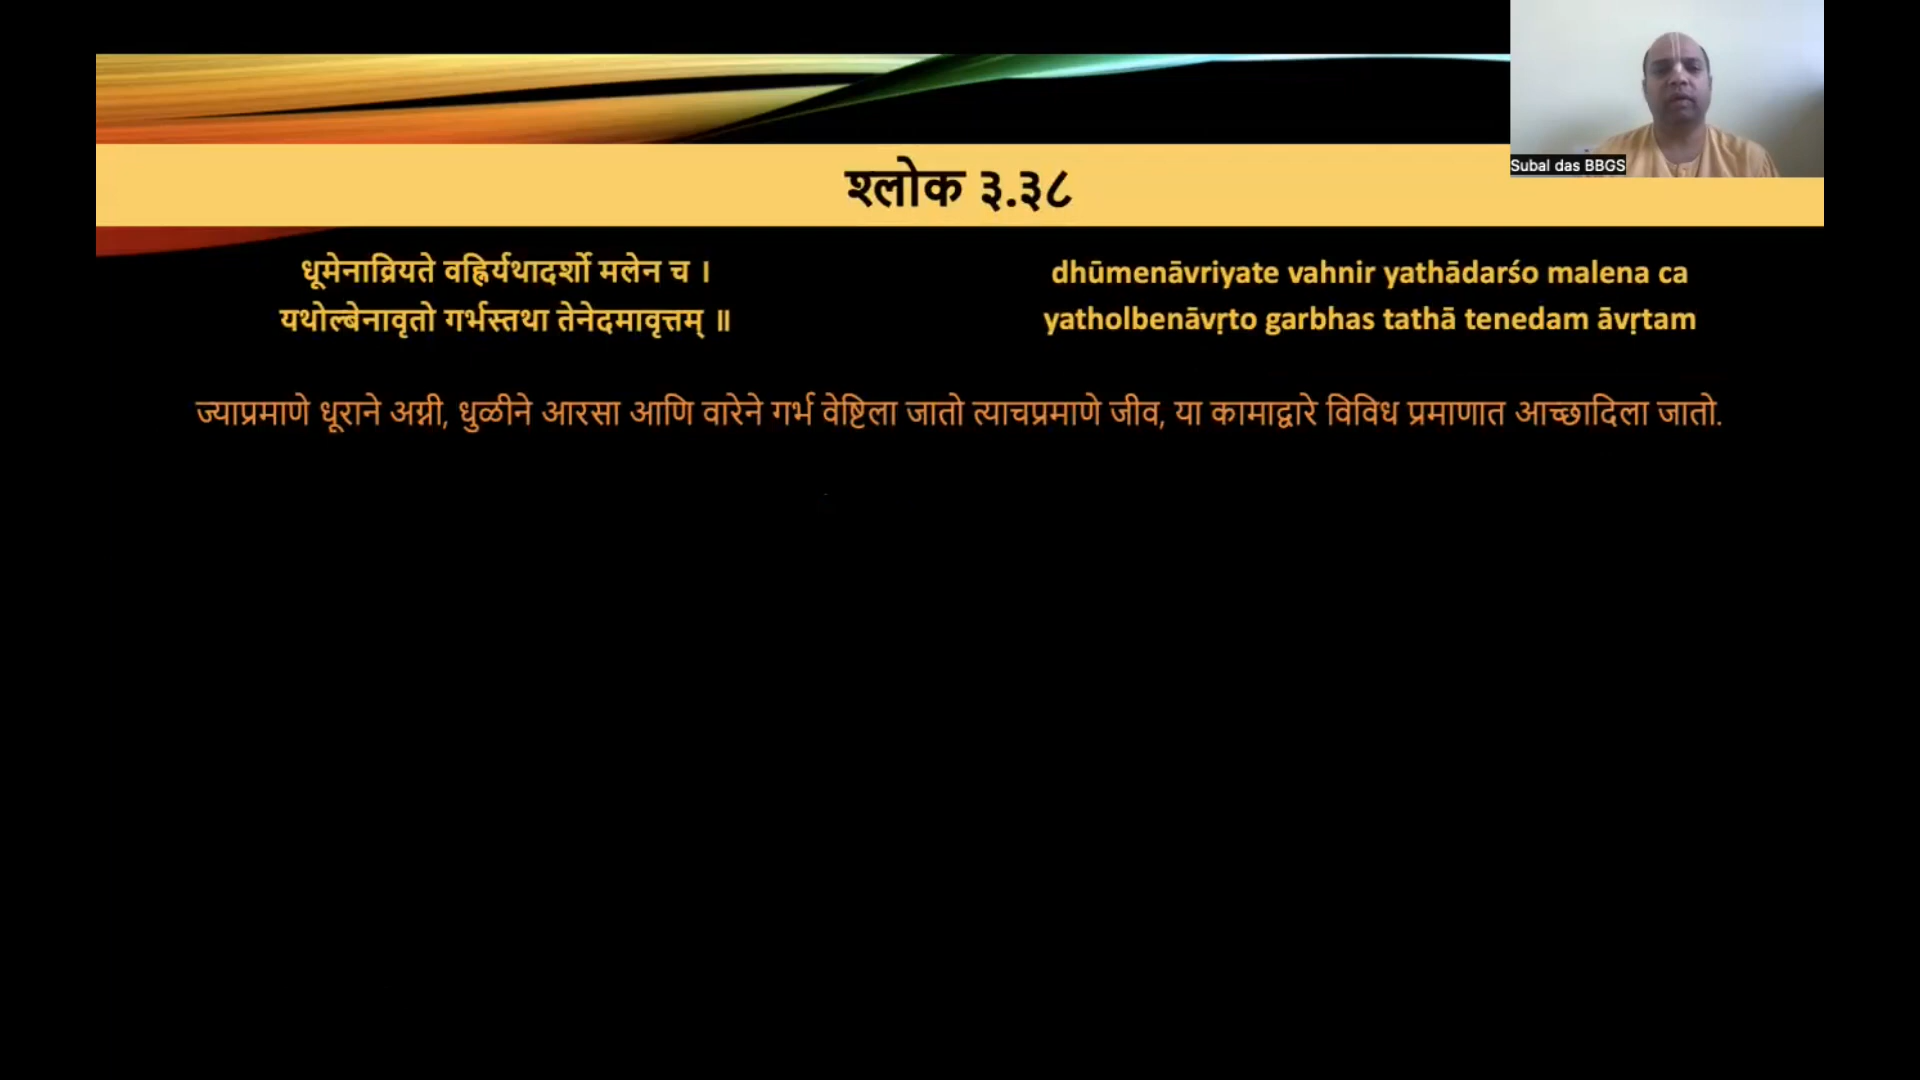 Subal das BBGS
श्लोक ३.३८
धूमेनाव्रियते वह्निर्यथादर्शो मलेन च ।
यथोल्बेनावृतो गर्भस्तथा तेनेदमावृत्तम् ॥
dhūmenāvriyate vahnir yathādarśo malena ca
yatholbenāvṛto garbhas tathā tenedam āvṛtam
ज्याप्रमाणे धूराने अग्नी, धुळीने आरसा आणि वारेने गर्भ वेष्टिला जातो त्याचप्रमाणे जीव, या कामाद्वारे विविध प्रमाणात आच्छादिला जातो.